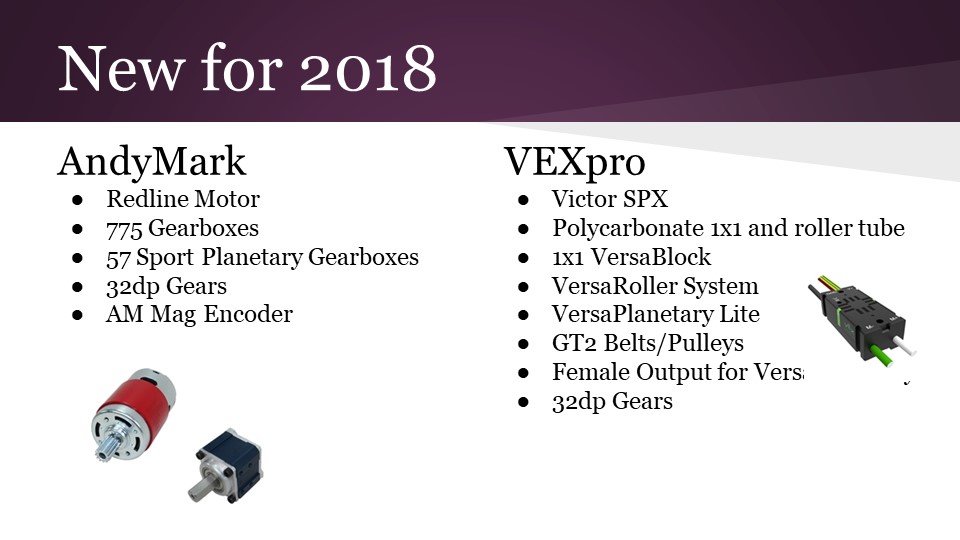 New for 2018
AndyMark
● Redline Motor
● 775 Gearboxes
● 57 Sport Planetary Gearboxes
● 32dp Gears
● AM Mag Encoder
VEXpro
● Victor SPX
● Polycarbonate 1x1 and roller tube
● 1x1 VersaBlock
● VersaRoller System
● VersaPlanetary Lite
● GT2 Belts/Pulleys
● Female Output for
● 32dp Gears